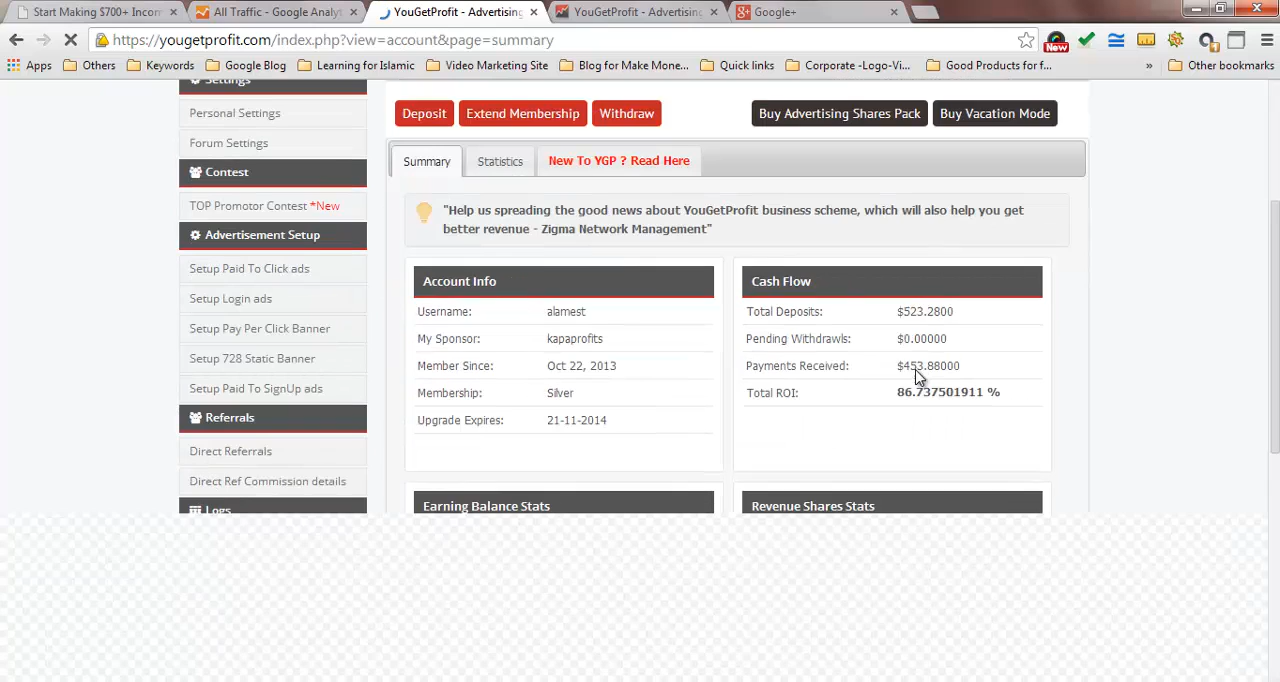 Start Making $700+ Incom
All Traffic - Google Analyt
YouGetProfit - Advertising
YouGetProfit - Advertising
Google+
https://yougetprofit.com/index.php?view=account&page=summary
New
Apps
Others
Keywords
Google Blog
Learning for Islamic
Video Marketing Site
Blog for Make Mone...
Quick links
Corporate -Logo-Vi...
Good Products for f...
»
Other bookmarks
Settings
Personal Settings
Forum Settings
Contest
TOP Promotor Contest *New
Advertisement Setup
Setup Paid To Click ads
Setup Login ads
Setup Pay Per Click Banner
Setup 728 Static Banner
Setup Paid To SignUp ads
Referrals
Direct Referrals
Direct Ref Commission details
Logs
Deposit
Extend Membership
Withdraw
Buy Advertising Shares Pack
Buy Vacation Mode
Summary
Statistics
New To YGP ? Read Here
"Help us spreading the good news about YouGetProfit business scheme, which will also help you get
better revenue - Zigma Network Management"
Account Info
Username: alamest
My Sponsor: kapaprofits
Member Since: Oct 22, 2013
Membership: Silver
Upgrade Expires: 21-11-2014
Cash Flow
Total Deposits: $523.2800
Pending Withdrawls: $0.00000
Payments Received: $453.88000
Total ROI: 86.737501911 %
Earning Balance Stats
Revenue Shares Stats